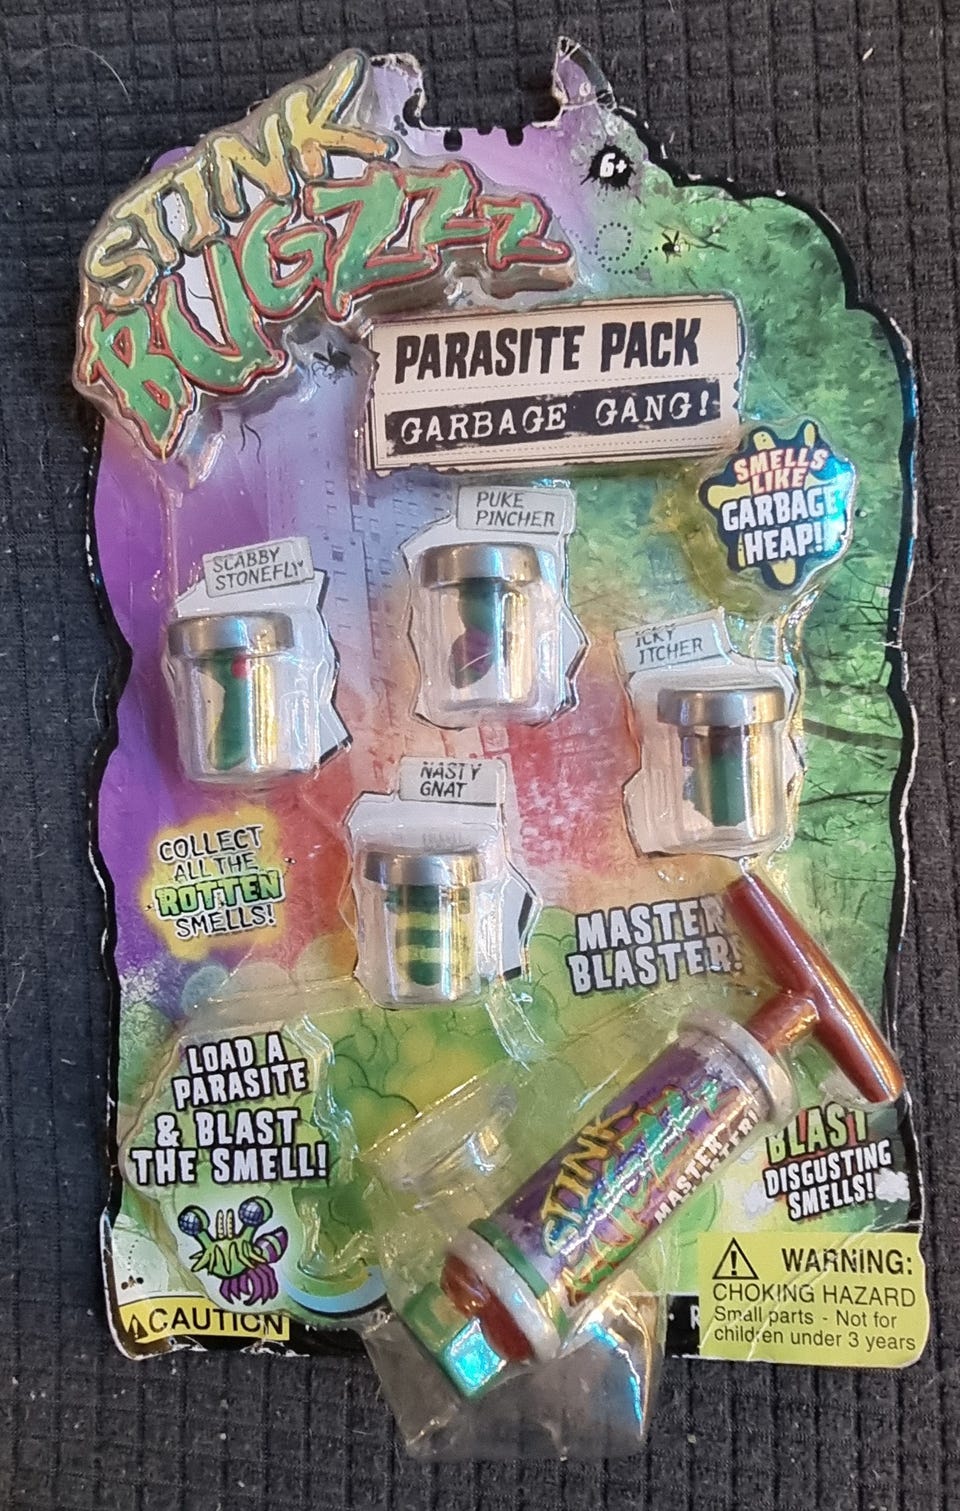 STINK
BUGZZZ
6+
PARASITE PACK
GARBAGE GANG!
SMELLS
LIKE
GARBAGE
HEAP!!
PUKE
PINCHER
SCABBY
STONEFLY
ICKY
ITCHER
NASTY
GNAT
COLLECT
ALL THE
ROTTEN
SMELLS!
MASTER
BLASTER!
LOAD A
PARASITE
& BLAST
THE SMELL!
STINK
MASTER
BLAST
DISGUSTING
SMELLS!
WARNING:
CHOKING HAZARD
Small parts - Not for
children under 3 years
CAUTION